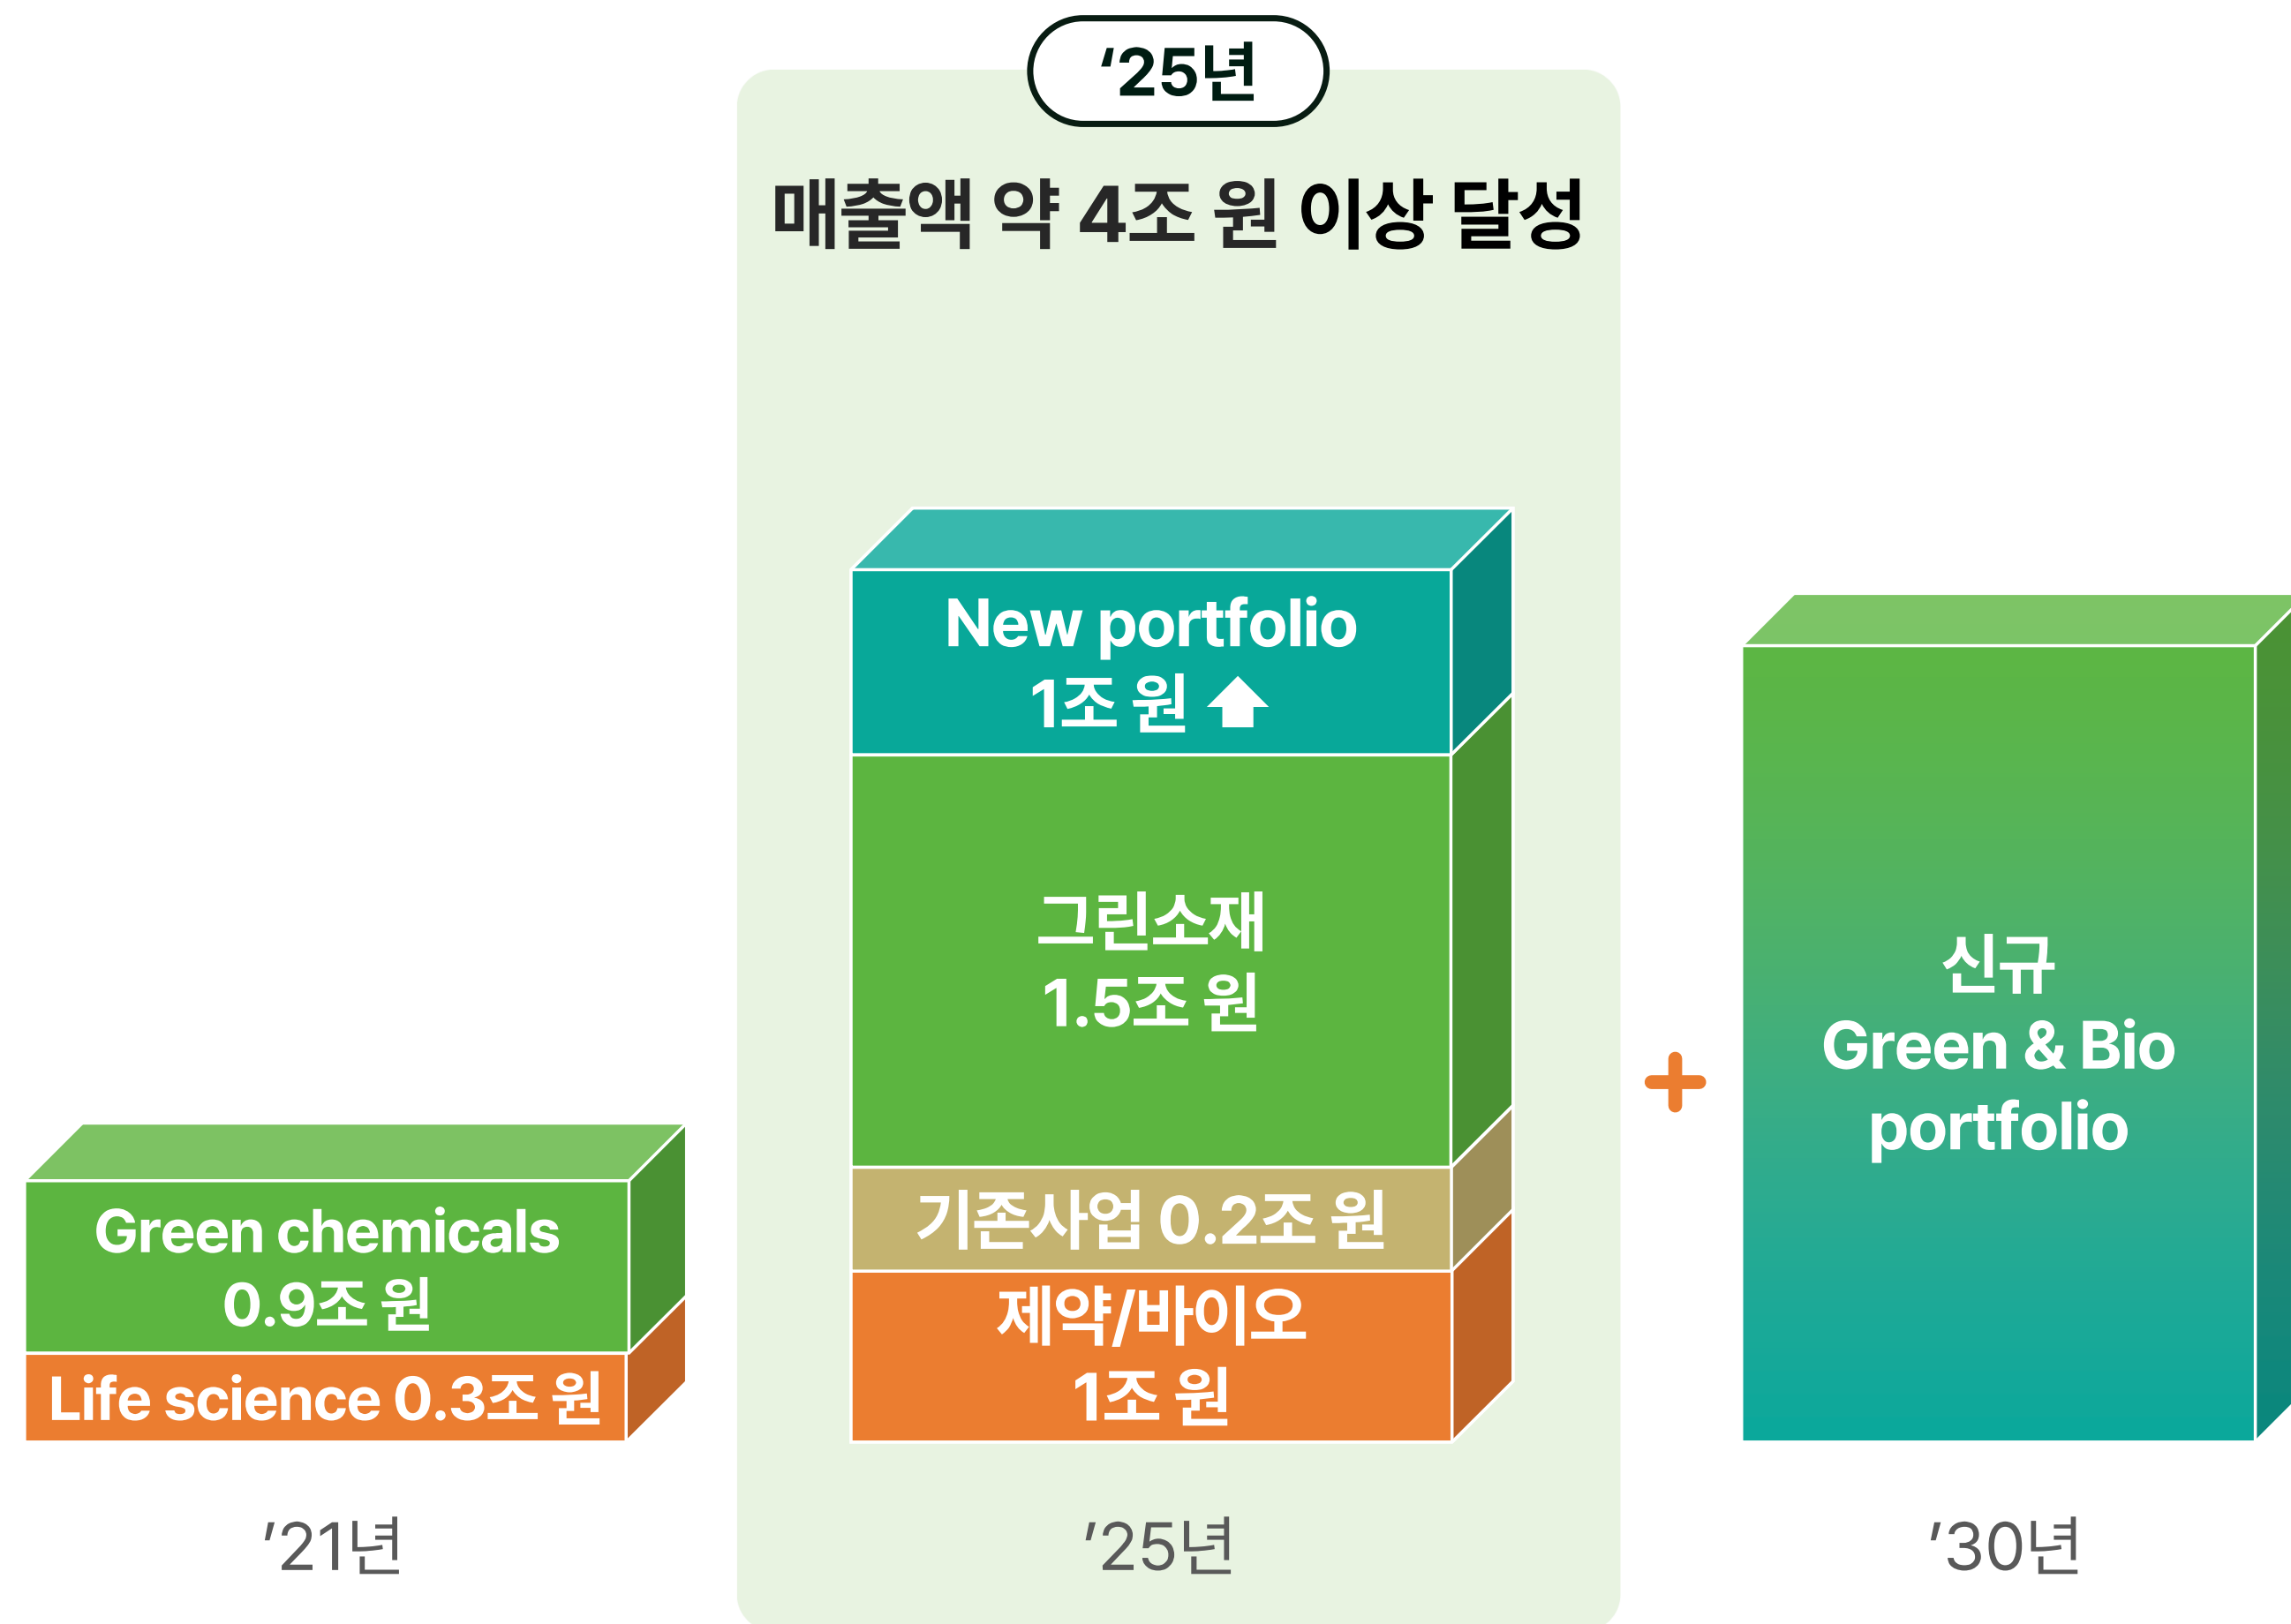 '25년
매출액 약 4조 원 이상 달성
New portfolio
1조 원
그린소재
1.5조 원
기존사업 0.2조 원
제약/바이오
1조 원
Green chemicals
0.9조 원
Life science 0.3조원
+
신규
Green & Bio
portfolio
'21년
'25년
'30년